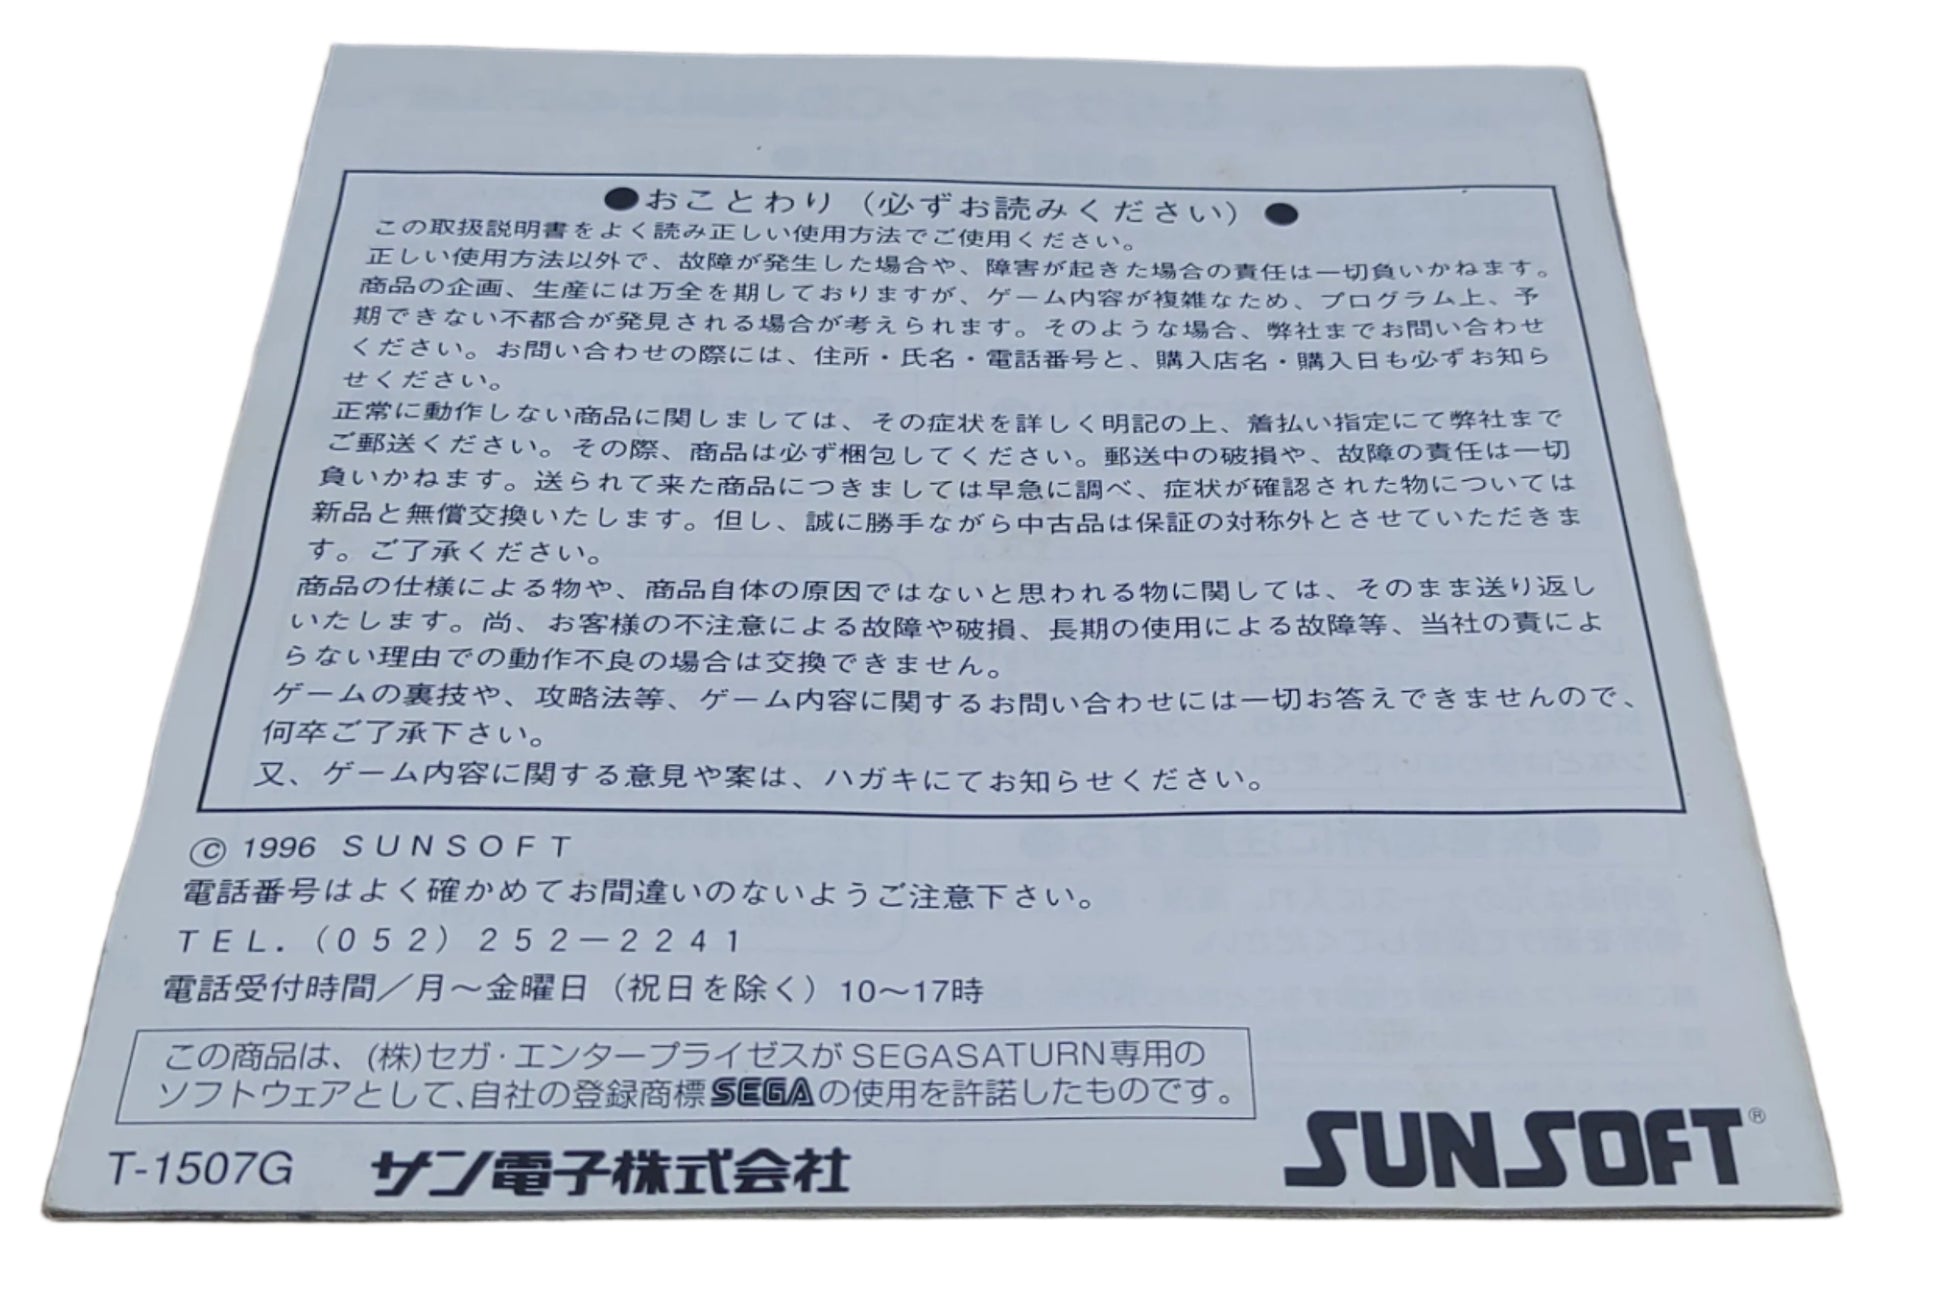 ●おことわり（必ずお読みください）●
この取扱説明書をよく読み正しい使用方法でご使用ください。
正しい使用方法以外で、故障が発生した場合や、障害が起きた場合の責任は一切負いかねます。
商品の企画、生産には万全を期しておりますが、ゲーム内容が複雑なため、プログラム上、予
期できない不都合が発見される場合が考えられます。そのような場合、弊社までお問い合わせ
ください。お問い合わせの際には、住所・氏名・電話番号と、購入店名・購入日も必ずお知ら
せください。
正常に動作しない商品に関しましては、その症状を詳しく明記の上、着払い指定にて弊社まで
ご郵送ください。その際、商品は必ず梱包してください。郵送中の破損や、故障の責任は一切
負いかねます。送られて来た商品につきましては早急に調べ、症状が確認された物については
新品と無償交換いたします。但し、誠に勝手ながら中古品は保証の対称外とさせていただきま
す。ご了承ください。
商品の仕様による物や、商品自体の原因ではないと思われる物に関しては、そのまま送り返し
いたします。尚、お客様の不注意による故障や破損、長期の使用による故障等、当社の責によ
らない理由での動作不良の場合は交換できません。
ゲームの裏技や、攻略法等、ゲーム内容に関するお問い合わせには一切お答えできませんので、
何卒ご了承下さい。
又、ゲーム内容に関する意見や案は、ハガキにてお知らせください。
© 1996 SUNSOFT
電話番号はよく確かめてお間違いのないようご注意下さい。
TEL.（052）252－2241
電話受付時間／月～金曜日（祝日を除く）10～17時
この商品は、(株)セガ・エンタープライゼスがSEGASATURN専用の
ソフトウェアとして、自社の登録商標SEGAの使用を許諾したものです。
T-1507G サン電子株式会社 SUNSOFT®